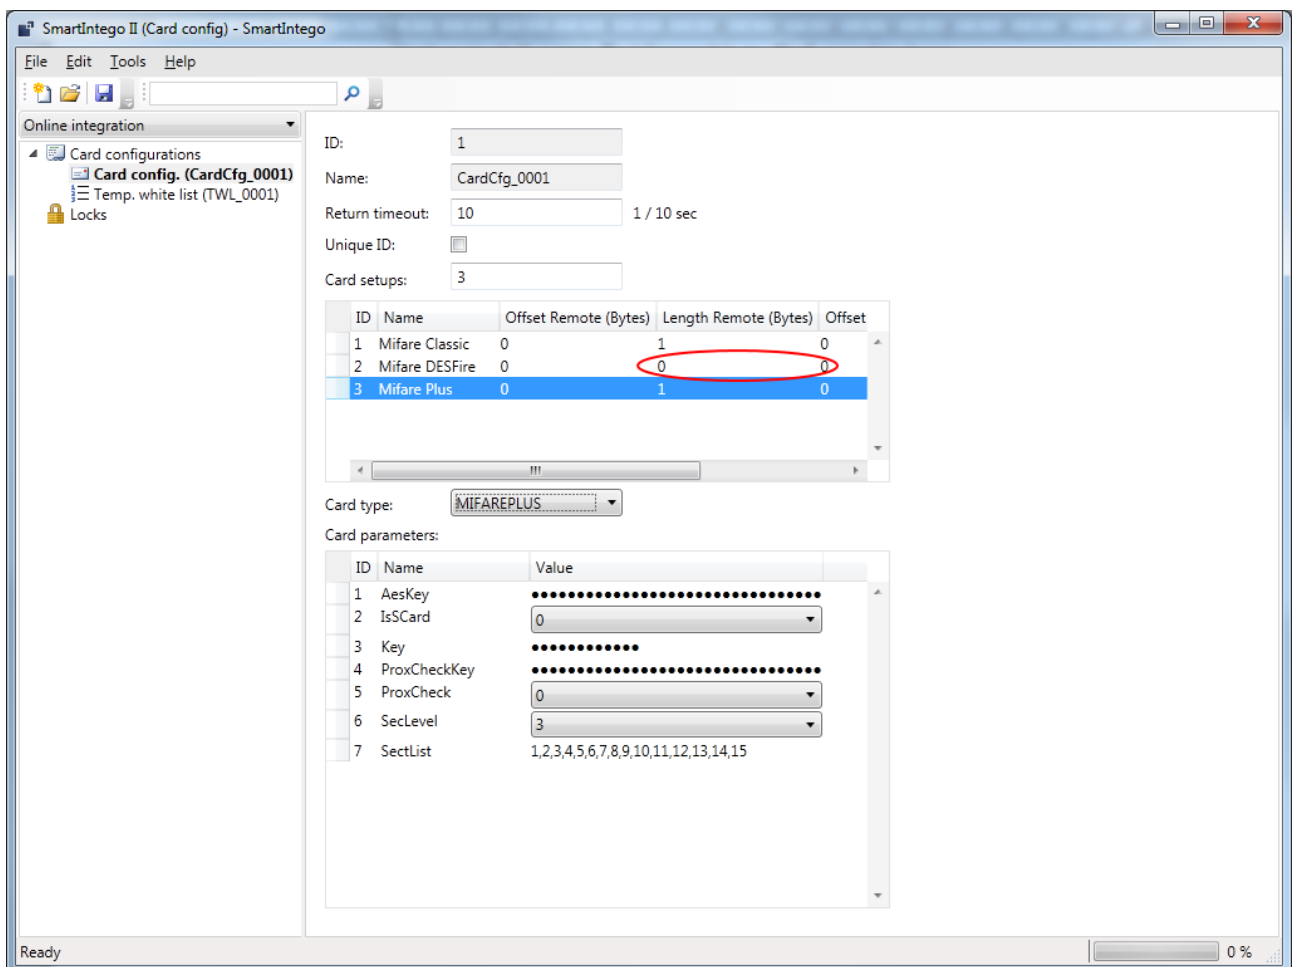 SmartIntego II (Card config) - SmartIntego
File Edit Tools Help
Online integration
Card configurations
Card config. (CardCfg_0001)
Temp. white list (TWL_0001)
Locks
ID: 1
Name: CardCfg_0001
Return timeout: 10 1 / 10 sec
Unique ID:
Card setups: 3
ID Name Offset Remote (Bytes) Length Remote (Bytes) Offset
1 Mifare Classic 0 1 0
2 Mifare DESFire 0 0 0
3 Mifare Plus 0 1 0
Card type: MIFAREPLUS
Card parameters:
ID Name Value
1 AesKey ••••••••••••••••••••••••••••••••
2 IsSCard 0
3 Key ••••••••••••
4 ProxCheckKey ••••••••••••••••••••••••••••••••
5 ProxCheck 0
6 SecLevel 3
7 SectList 1,2,3,4,5,6,7,8,9,10,11,12,13,14,15
Ready 0 %